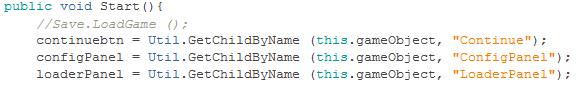 public void Start(){
//Save.LoadGame ();
continuebtn = Util.GetChildByName (this.gameObject, "Continue");
configPanel = Util.GetChildByName (this.gameObject, "ConfigPanel");
loaderPanel = Util.GetChildByName (this.gameObject, "LoaderPanel");